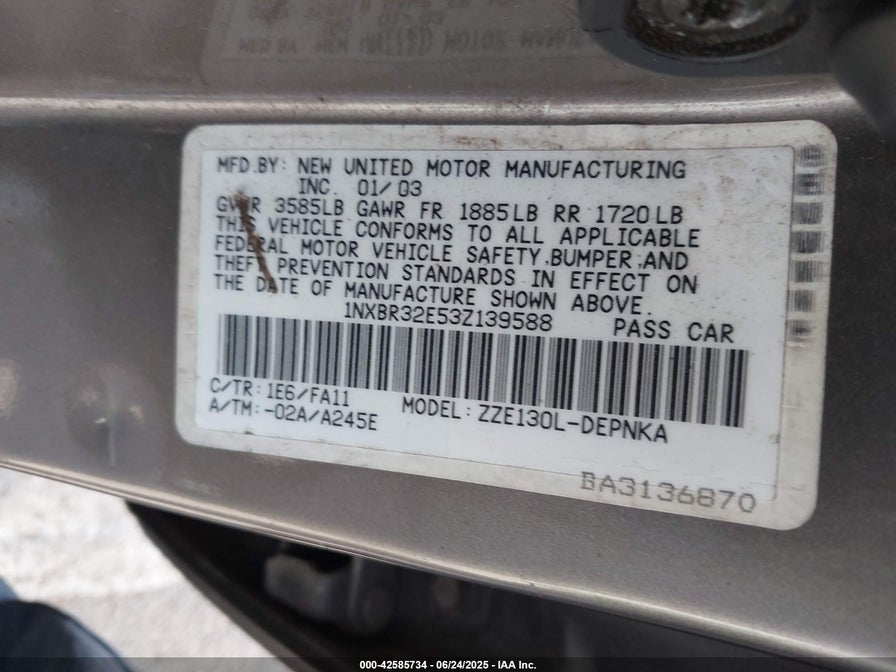 MFD.BY: NEW UNITED MOTOR MANUFACTURING
INC. 01/03
GVWR 3585LB GAWR FR 1885LB RR 1720LB
THIS VEHICLE CONFORMS TO ALL APPLICABLE
FEDERAL MOTOR VEHICLE SAFETY,BUMPER,AND
THEFT PREVENTION STANDARDS IN EFFECT ON
THE DATE OF MANUFACTURE SHOWN ABOVE.
1NXBR32E53Z139588 PASS CAR
C/TR: 1E6/FA11
A/TM: -02A/A245E MODEL: ZZE130L-DEPNKA
BA3136870
000-42585734 - 06/24/2025 - IAA Inc.